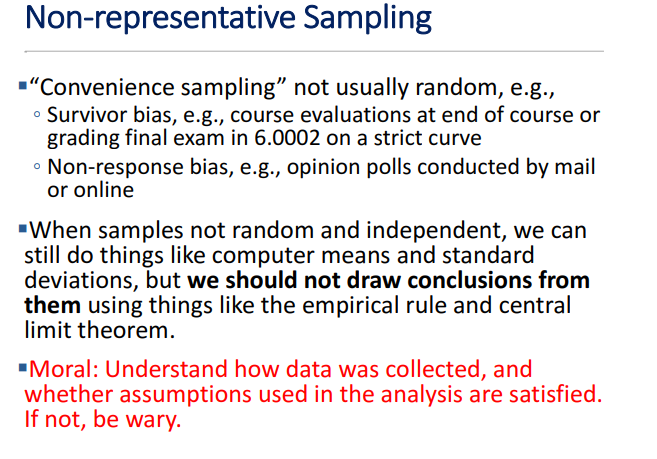 Non-representative Sampling
▪“Convenience sampling” not usually random, e.g.,
◦ Survivor bias, e.g., course evaluations at end of course or
grading final exam in 6.0002 on a strict curve
◦ Non-response bias, e.g., opinion polls conducted by mail
or online
▪When samples not random and independent, we can
still do things like computer means and standard
deviations, but we should not draw conclusions from
them using things like the empirical rule and central
limit theorem.
▪Moral: Understand how data was collected, and
whether assumptions used in the analysis are satisfied.
If not, be wary.